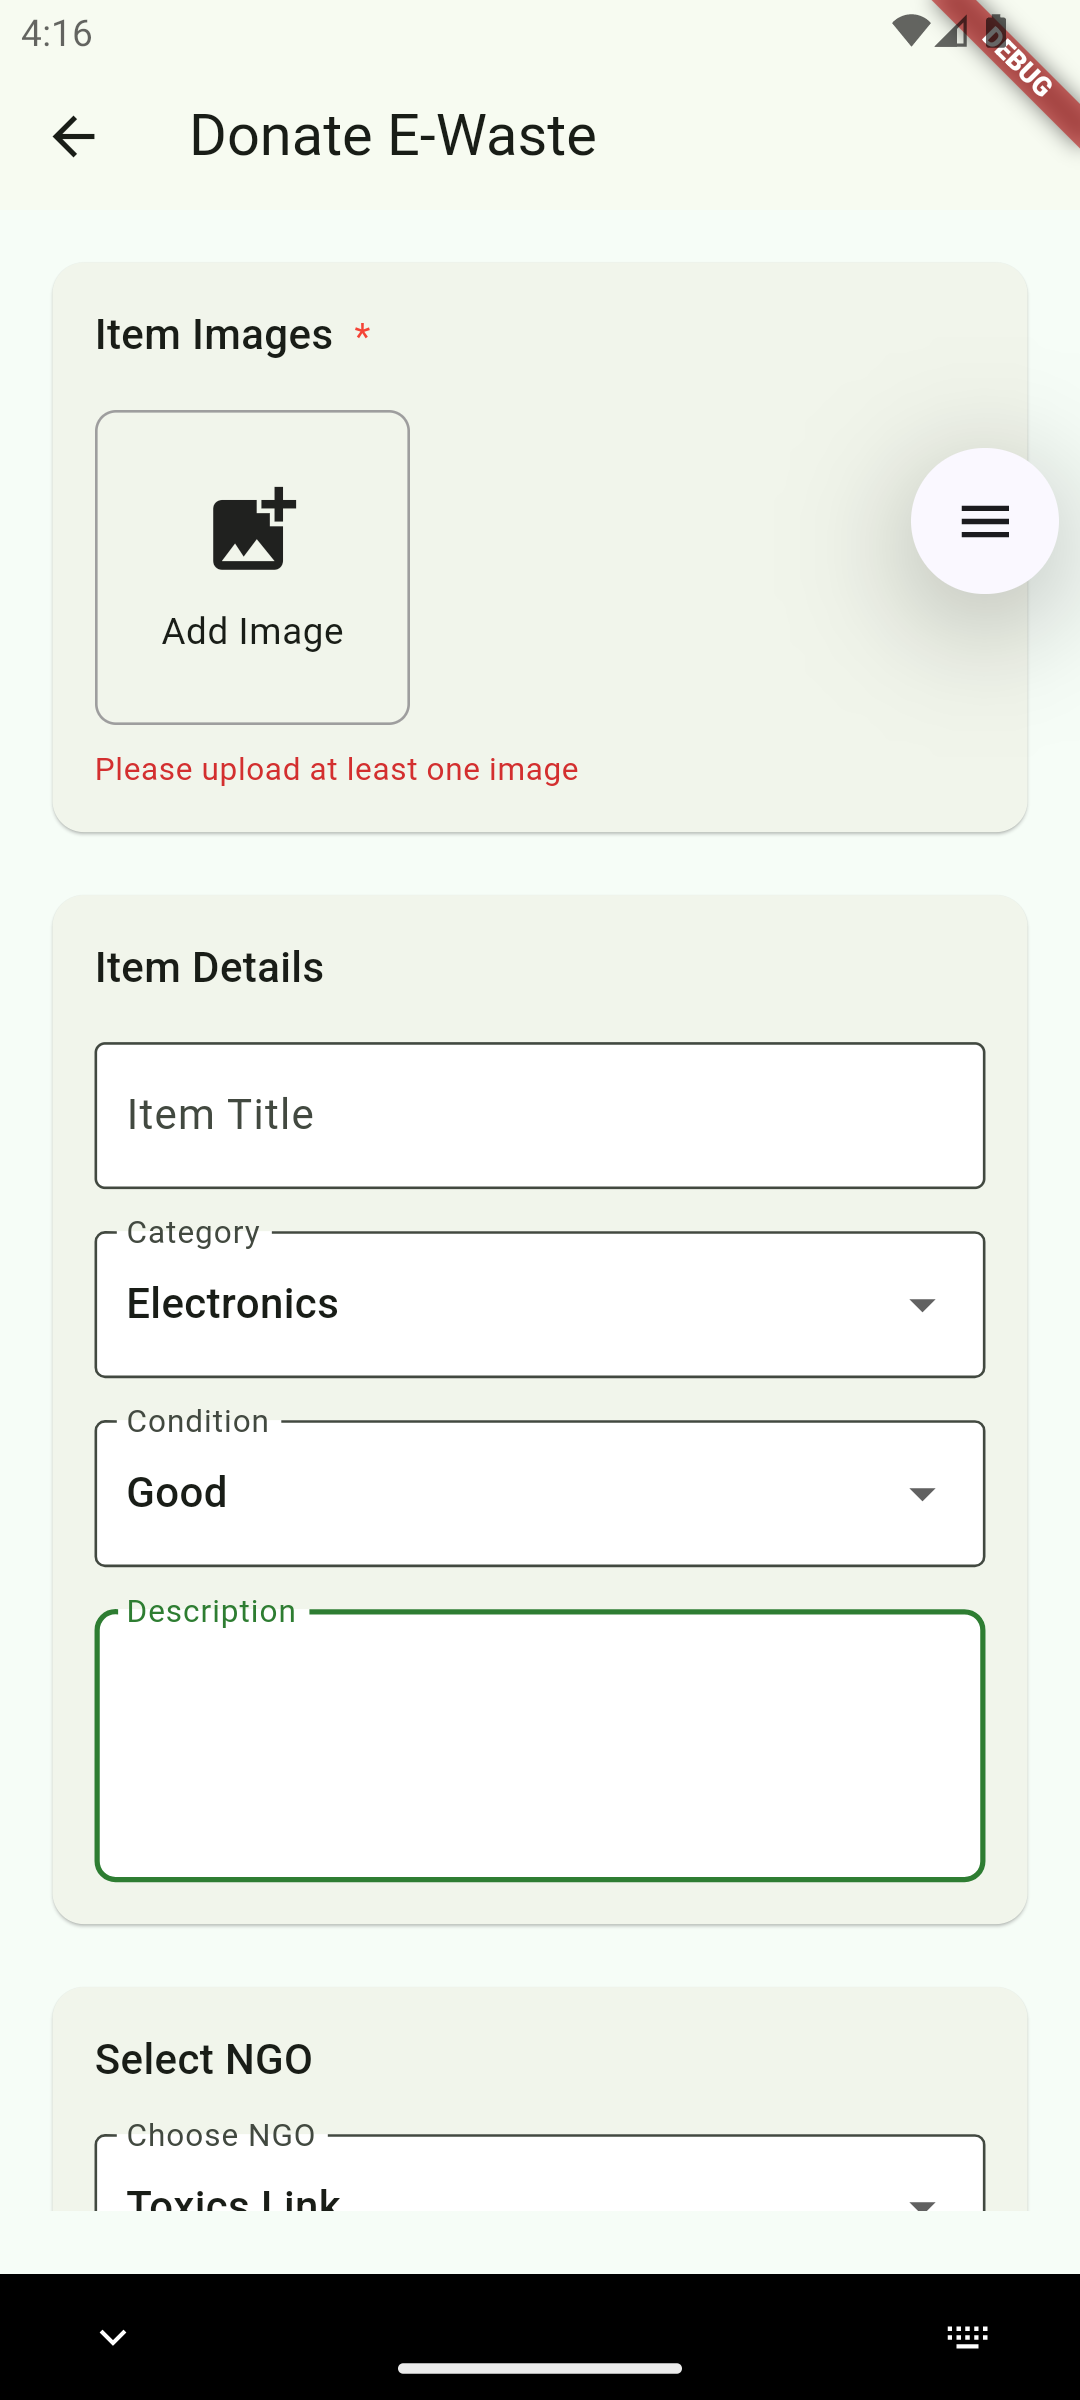 4:16
DEBUG
Donate E-Waste
Item Images *
Add Image
Please upload at least one image
Item Details
Item Title
Category
Electronics
Condition
Good
Description
Select NGO
Choose NGO
Toxics Link